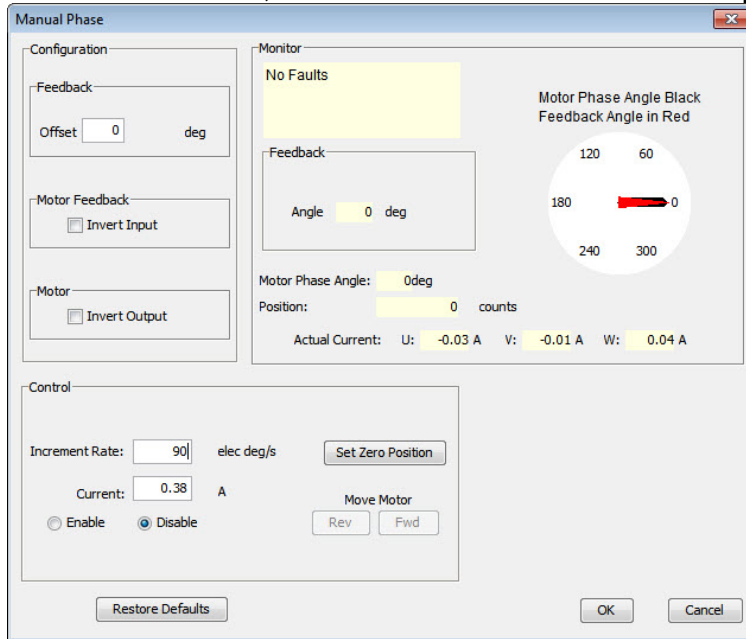 Manual Phase
Configuration
Feedback
Offset 0 deg
Motor Feedback
Invert Input
Motor
Invert Output
Monitor
No Faults
Feedback
Angle 0 deg
Motor Phase Angle Black
Feedback Angle in Red
120 60
180 0
240 300
Motor Phase Angle: 0deg
Position: 0 counts
Actual Current: U: -0.03 A V: -0.01 A W: 0.04 A
Control
Increment Rate: 90 elec deg/s
Set Zero Position
Current: 0.38 A
Move Motor
Enable Disable
Rev Fwd
Restore Defaults
OK Cancel